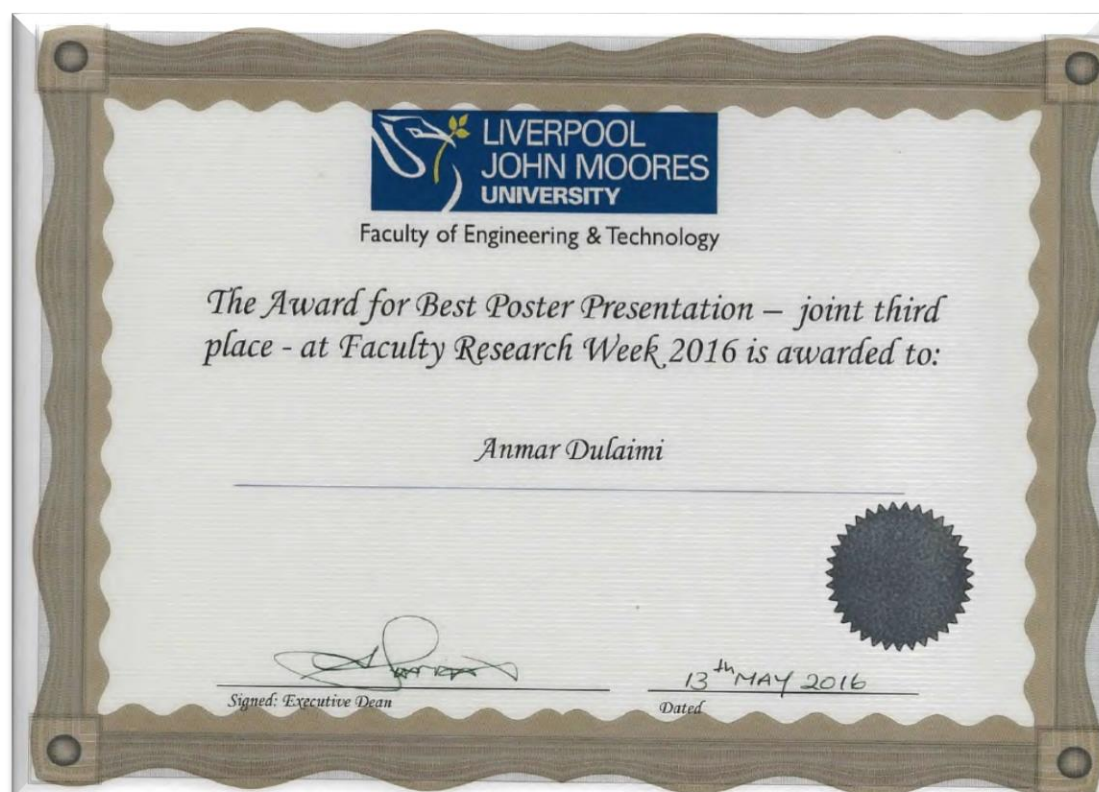 LIVERPOOL
JOHN MOORES
UNIVERSITY
Faculty of Engineering & Technology
The Award for Best Poster Presentation – joint third
place - at Faculty Research Week 2016 is awarded to:
Anmar Dulaimi
13th MAY 2016
Signed: Executive Dean
Dated